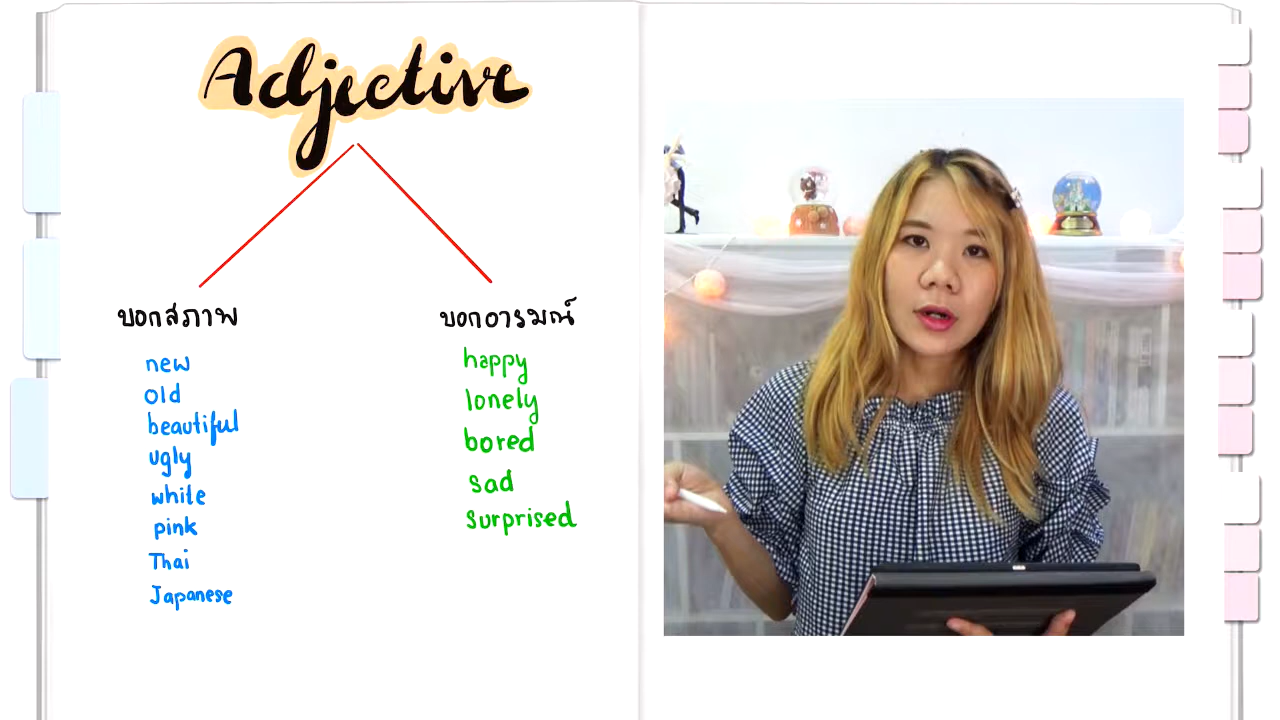 Adjective
บอกสภาพ
new
old
beautiful
ugly
white
pink
Thai
Japanese
บอกอารมณ์
happy
lonely
bored
sad
surprised